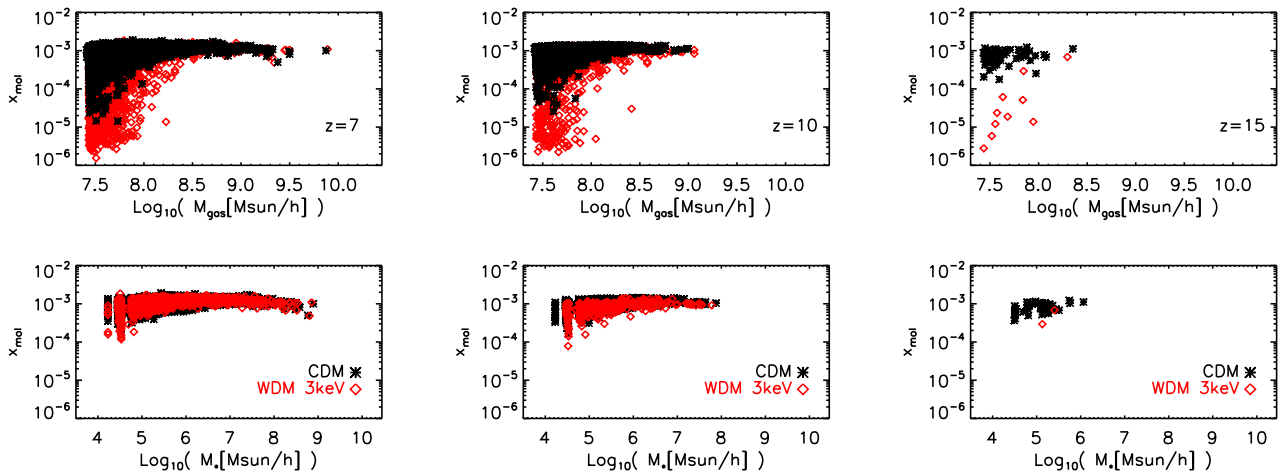 10⁻² 10⁻² 10⁻²
10⁻³ 10⁻³ 10⁻³
10⁻⁴ 10⁻⁴ 10⁻⁴
10⁻⁵ 10⁻⁵ 10⁻⁵
10⁻⁶ 10⁻⁶ 10⁻⁶
x_mol x_mol x_mol
z=7 z=10 z=15
7.5 8.0 8.5 9.0 9.5 10.0 7.5 8.0 8.5 9.0 9.5 10.0 7.5 8.0 8.5 9.0 9.5 10.0
Log₁₀( M_gas[Msun/h] ) Log₁₀( M_gas[Msun/h] ) Log₁₀( M_gas[Msun/h] )
10⁻² 10⁻² 10⁻²
10⁻³ 10⁻³ 10⁻³
10⁻⁴ 10⁻⁴ 10⁻⁴
10⁻⁵ 10⁻⁵ 10⁻⁵
10⁻⁶ 10⁻⁶ 10⁻⁶
x_mol x_mol x_mol
CDM CDM CDM
WDM 3keV WDM 3keV WDM 3keV
4 5 6 7 8 9 10 4 5 6 7 8 9 10 4 5 6 7 8 9 10
Log₁₀( M_*[Msun/h] ) Log₁₀( M_*[Msun/h] ) Log₁₀( M_*[Msun/h] )